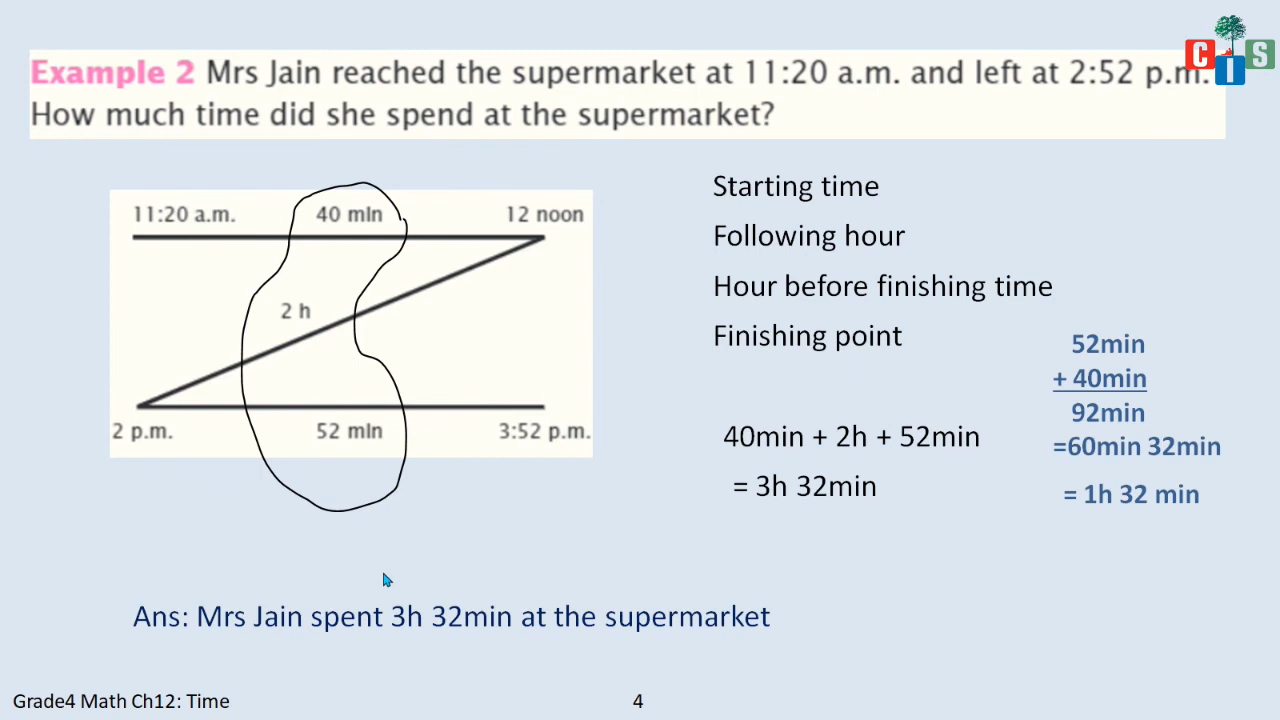 Example 2 Mrs Jain reached the supermarket at 11:20 a.m. and left at 2:52 p.m.
How much time did she spend at the supermarket?
C I S
11:20 a.m. 40 min 12 noon
2 h
2 p.m. 52 min 3:52 p.m.
Starting time
Following hour
Hour before finishing time
Finishing point
40min + 2h + 52min
= 3h 32min
52min
+ 40min
92min
=60min 32min
= 1h 32 min
Ans: Mrs Jain spent 3h 32min at the supermarket
Grade4 Math Ch12: Time 4